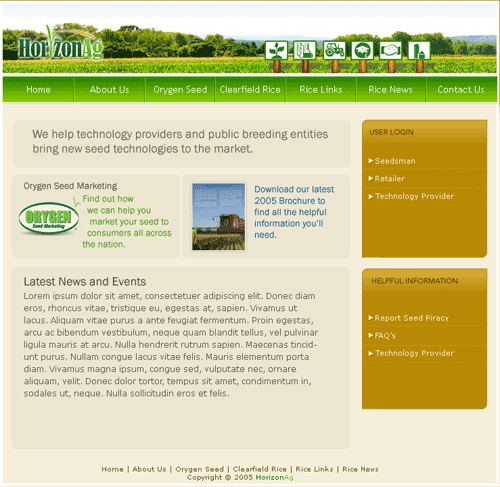 HorizonAg
Home
About Us
Orygen Seed
Clearfield Rice
Rice Links
Rice News
Contact Us
We help technology providers and public breeding entities
bring new seed technologies to the market.
Orygen Seed Marketing
ORYGEN
Seed Marketing
Find out how
we can help you
market your seed to
consumers all across
the nation.
Download our latest
2005 Brochure to
find all the helpful
information you'll
need.
Latest News and Events
Lorem ipsum dolor sit amet, consectetuer adipiscing elit. Donec diam
eros, rhoncus vitae, tristique eu, egestas at, sapien. Vivamus ut
lacus. Aliquam vitae purus a ante feugiat fermentum. Proin egestas,
arcu ac bibendum vestibulum, neque quam blandit tellus, vel pulvinar
ligula mauris at arcu. Nulla hendrerit rutrum sapien. Maecenas tincid-
unt purus. Nullam congue lacus vitae felis. Mauris elementum porta
diam. Vivamus magna ipsum, congue sed, vulputate nec, ornare
aliquam, velit. Donec dolor tortor, tempus sit amet, condimentum in,
sodales ut, neque. Nulla sollicitudin eros et felis.
USER LOGIN
Seedsman
Retailer
Technology Provider
HELPFUL INFORMATION
Report Seed Piracy
FAQ's
Technology Provider
Home | About Us | Orygen Seed | Clearfield Rice | Rice Links | Rice News
Copyright © 2005 HorizonAg